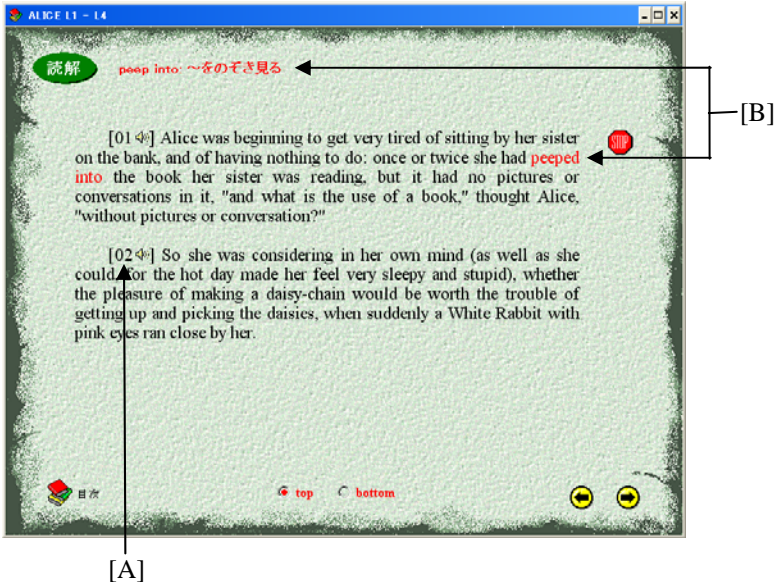 ALICE L1 - L4
読解
peep into: ～をのぞき見る
[B]
[01] Alice was beginning to get very tired of sitting by her sister
STOP
on the bank, and of having nothing to do: once or twice she had peeped
into the book her sister was reading, but it had no pictures or
conversations in it, "and what is the use of a book," thought Alice,
"without pictures or conversation?"
[02] So she was considering in her own mind (as well as she
could, for the hot day made her feel very sleepy and stupid), whether
the pleasure of making a daisy-chain would be worth the trouble of
getting up and picking the daisies, when suddenly a White Rabbit with
pink eyes ran close by her.
目次
top
bottom
[A]